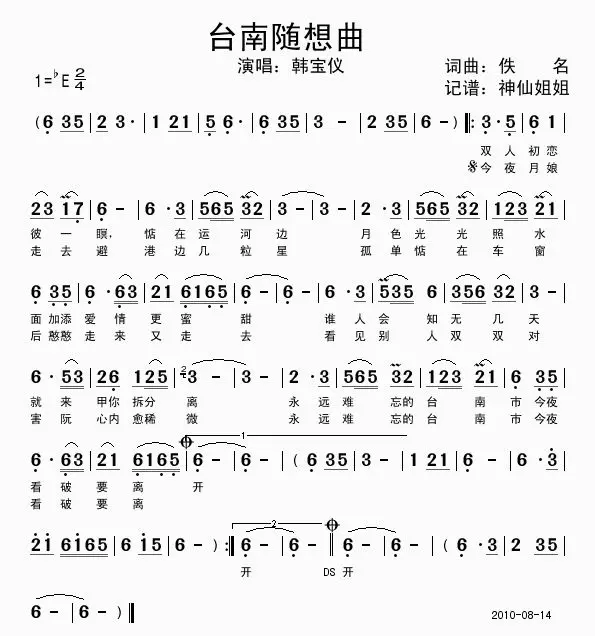 台南随想曲
演唱：韩宝仪
词曲：佚 名
1=♭E 2/4
记谱：神仙姐姐
( 6 35 | 2 3· | 1 21 | 5 6· | 6 35 | 3 - | 2 35 | 6 - ) ‖: 3 · 5 | 6 1 |
双 人 初 恋
今 夜 月 娘
23 17 | 6 - | 6 · 3 | 565 32 | 3 - | 2 · 3 | 565 32 | 123 21 |
彼 一 暝， 惦 在 运 河 边 月 色 光 光 照 水
走 去 避 港 边 几 粒 星 孤 单 惦 在 车 窗
6 35 | 6 · 63 | 21 6165 | 6 - | 6 - | 6 · 3 | 535 6 | 356 32 |
面 加添 爱 情 更 蜜 甜 谁 人 会 知 无 几 天
后 憨憨 走 来 又 走 去 看 见 别 人 双 双 对
6 · 53 | 216 125 | 2 3 - | 3 - | 2 · 3 | 565 32 | 123 21 | 6 35 |
就 来 甲你 拆分 离 永 远 难 忘的 台 南 市 今夜
害 阮 心内 愈稀 微 永 远 难 忘的 台 南 市 今夜
6 · 63 | 21 6165 | 6 - | 6 - | ( 6 35 | 3 - | 1 21 | 6 · 3 |
1
看 破 要 离 开
看 破 要 离
21 6165 | 6 15 | 6 - ) :‖ 6 - | 6 - ‖ 6 - | 6 - | ( 6 · 3 | 2 35 |
2
开 DS 开
6 - | 6 - ) ‖
2010-08-14